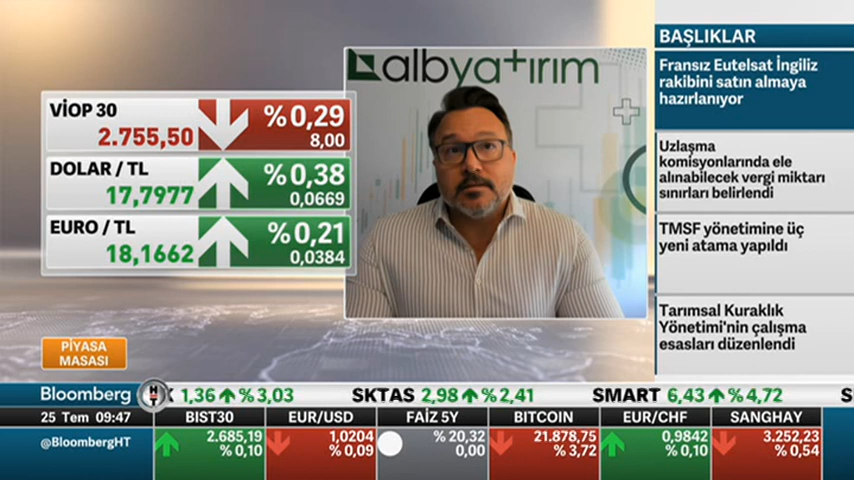 albyatırım
VİOP 30
2.755,50
%0,29
8,00
DOLAR / TL
17,7977
%0,38
0,0669
EURO / TL
18,1662
%0,21
0,0384
PİYASA
MASASI
BAŞLIKLAR
Fransız Eutelsat İngiliz
rakibini satın almaya
hazırlanıyor
Uzlaşma
komisyonlarında ele
alınabilecek vergi miktarı
sınırları belirlendi
TMSF yönetimine üç
yeni atama yapıldı
Tarımsal Kuraklık
Yönetimi'nin çalışma
esasları düzenlendi
Bloomberg HT K 1,36 %3,03 SKTAS 2,98 %2,41 SMART 6,43 %4,72 S
25 Tem 09:47
@BloombergHT
BIST30
2.685,19
%0,10
EUR/USD
1,0204
%0,09
FAİZ 5Y
%20,32
0,00
BITCOIN
21.878,75
%3,72
EUR/CHF
0,9842
%0,10
SANGHAY
3.252,23
%0,54